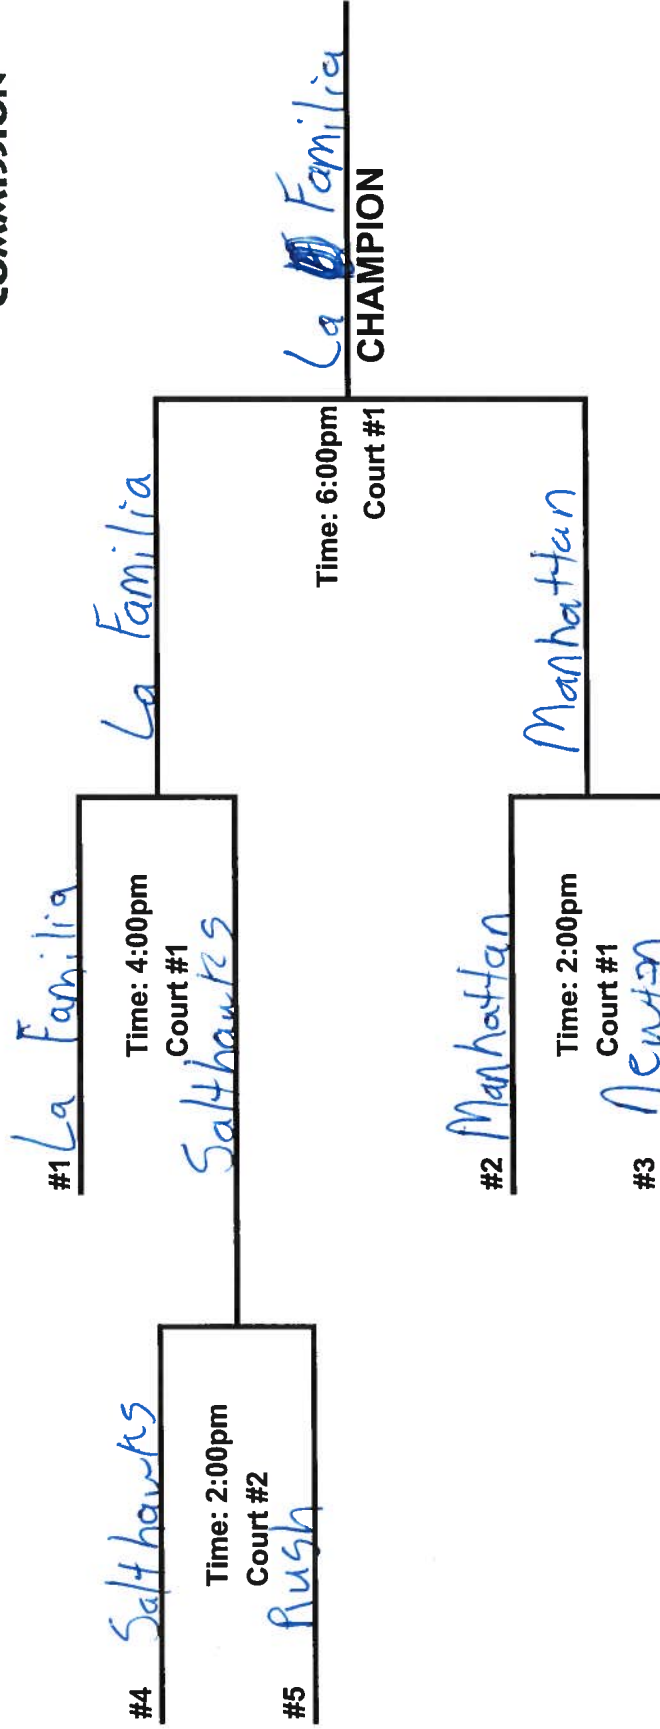 COMMISSION
#1 La Familia
Time: 4:00pm
Court #1
La Familia
#4 Salthawks
Time: 2:00pm
Court #2
#5 Rush
Salthawks
Time: 6:00pm
Court #1
La Familia
CHAMPION
#2 Manhattan
Time: 2:00pm
Court #1
#3 Newton
Manhattan